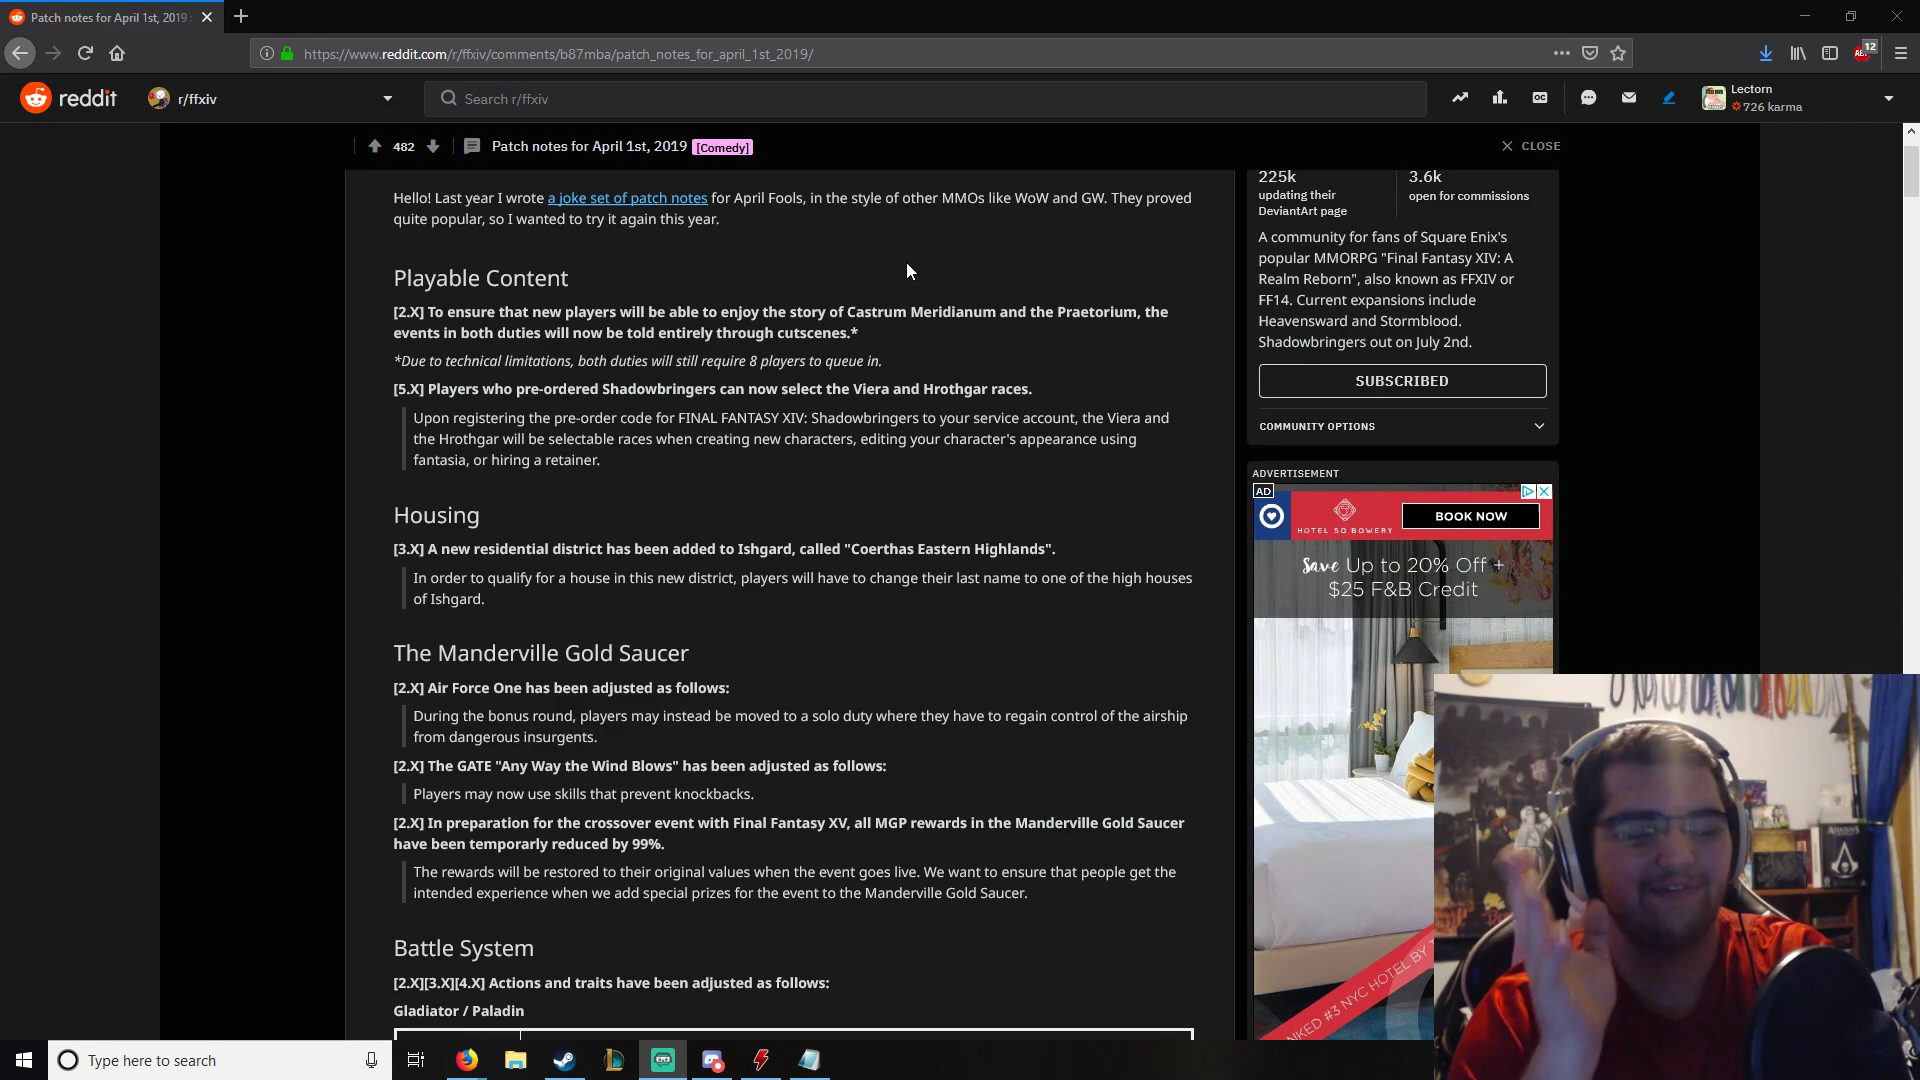 Patch notes for April 1st, 2019
https://www.reddit.com/r/ffxiv/comments/b87mba/patch_notes_for_april_1st_2019/
12
reddit
r/ffxiv
Search r/ffxiv
Lectorn
726 karma
482
Patch notes for April 1st, 2019 [Comedy]
CLOSE
Hello! Last year I wrote a joke set of patch notes for April Fools, in the style of other MMOs like WoW and GW. They proved
quite popular, so I wanted to try it again this year.
Playable Content
[2.X] To ensure that new players will be able to enjoy the story of Castrum Meridianum and the Praetorium, the
events in both duties will now be told entirely through cutscenes.*
*Due to technical limitations, both duties will still require 8 players to queue in.
[5.X] Players who pre-ordered Shadowbringers can now select the Viera and Hrothgar races.
Upon registering the pre-order code for FINAL FANTASY XIV: Shadowbringers to your service account, the Viera and
the Hrothgar will be selectable races when creating new characters, editing your character's appearance using
fantasia, or hiring a retainer.
Housing
[3.X] A new residential district has been added to Ishgard, called "Coerthas Eastern Highlands".
In order to qualify for a house in this new district, players will have to change their last name to one of the high houses
of Ishgard.
The Manderville Gold Saucer
[2.X] Air Force One has been adjusted as follows:
During the bonus round, players may instead be moved to a solo duty where they have to regain control of the airship
from dangerous insurgents.
[2.X] The GATE "Any Way the Wind Blows" has been adjusted as follows:
Players may now use skills that prevent knockbacks.
[2.X] In preparation for the crossover event with Final Fantasy XV, all MGP rewards in the Manderville Gold Saucer
have been temporarly reduced by 99%.
The rewards will be restored to their original values when the event goes live. We want to ensure that people get the
intended experience when we add special prizes for the event to the Manderville Gold Saucer.
Battle System
[2.X][3.X][4.X] Actions and traits have been adjusted as follows:
Gladiator / Paladin
225k
updating their
DeviantArt page
3.6k
open for commissions
A community for fans of Square Enix's
popular MMORPG "Final Fantasy XIV: A
Realm Reborn", also known as FFXIV or
FF14. Current expansions include
Heavensward and Stormblood.
Shadowbringers out on July 2nd.
SUBSCRIBED
COMMUNITY OPTIONS
ADVERTISEMENT
AD
HOTEL 50 BOWERY
BOOK NOW
Save Up to 20% Off +
$25 F&B Credit
#3 NYC HOTEL BY
Type here to search